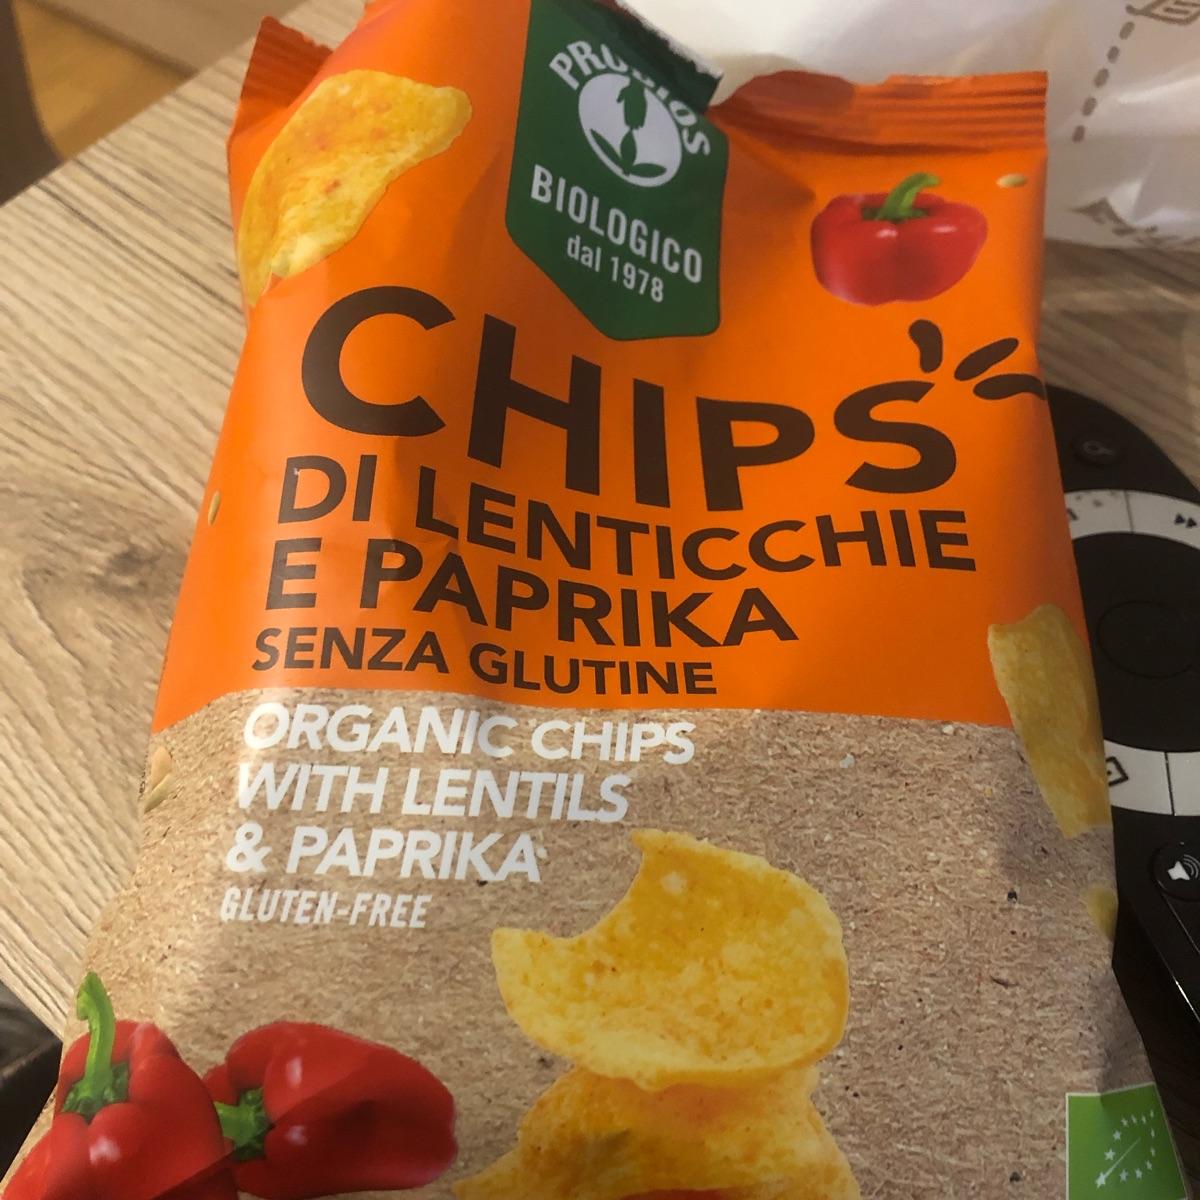 PROBIOS
BIOLOGICO
dal 1978
CHIPS
DI LENTICCHIE
E PAPRIKA
SENZA GLUTINE
ORGANIC CHIPS
WITH LENTILS
& PAPRIKA
GLUTEN-FREE